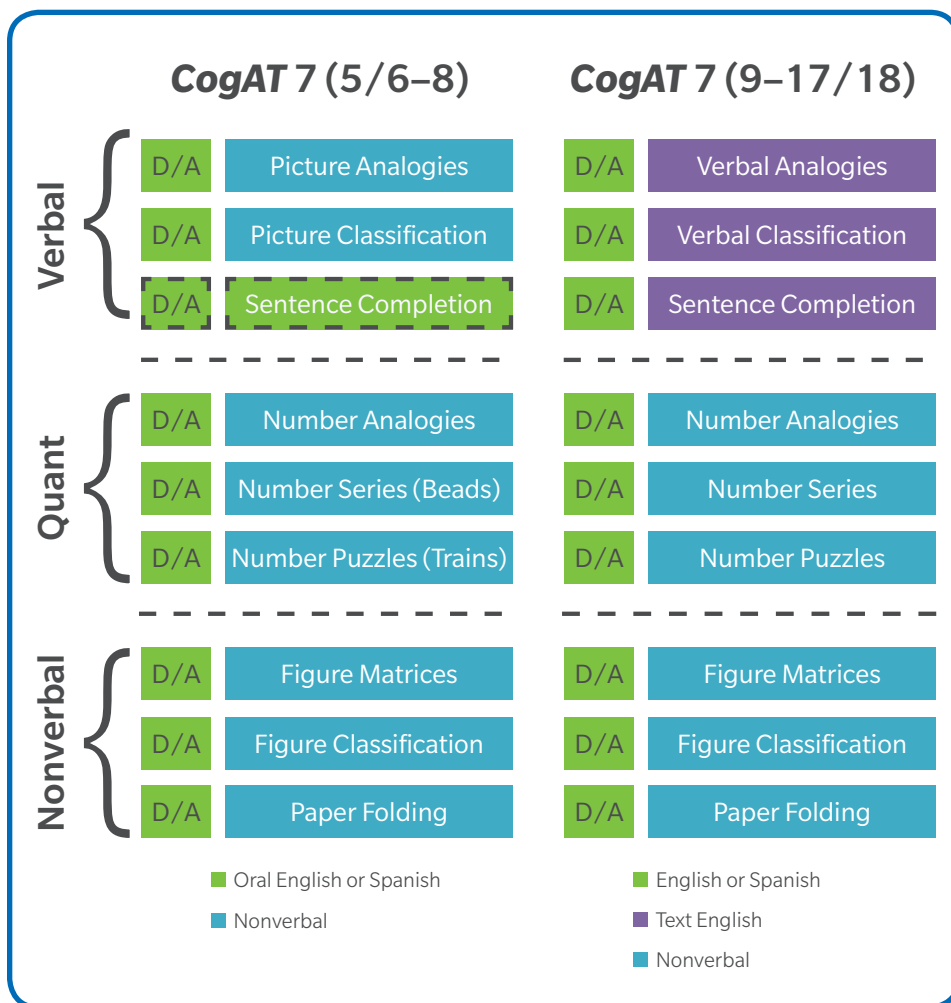 CogAT 7 (5/6–8)
CogAT 7 (9–17/18)
Verbal
D/A Picture Analogies
D/A Picture Classification
D/A Sentence Completion
D/A Verbal Analogies
D/A Verbal Classification
D/A Sentence Completion
Quant
D/A Number Analogies
D/A Number Series (Beads)
D/A Number Puzzles (Trains)
D/A Number Analogies
D/A Number Series
D/A Number Puzzles
Nonverbal
D/A Figure Matrices
D/A Figure Classification
D/A Paper Folding
D/A Figure Matrices
D/A Figure Classification
D/A Paper Folding
Oral English or Spanish
Nonverbal
English or Spanish
Text English
Nonverbal